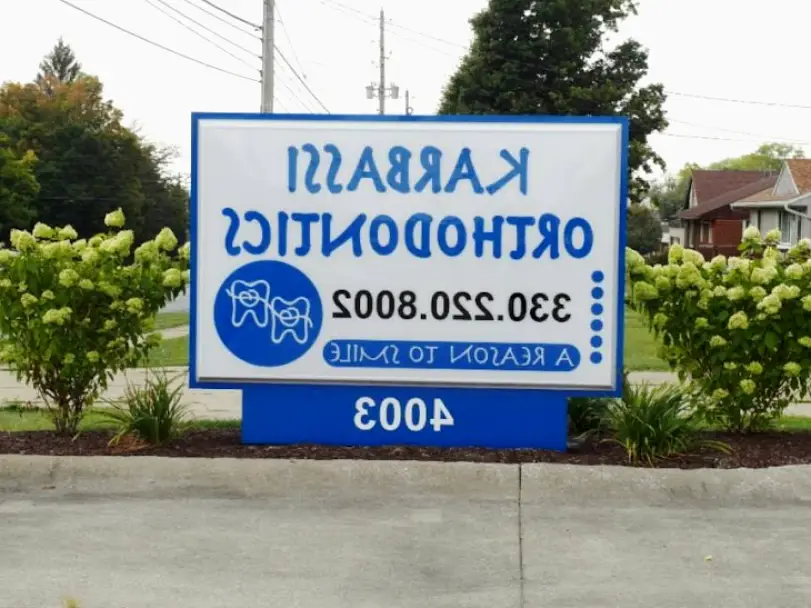 KARBASSI
ORTHODONTICS
330.220.8002
A REASON TO SMILE
4003